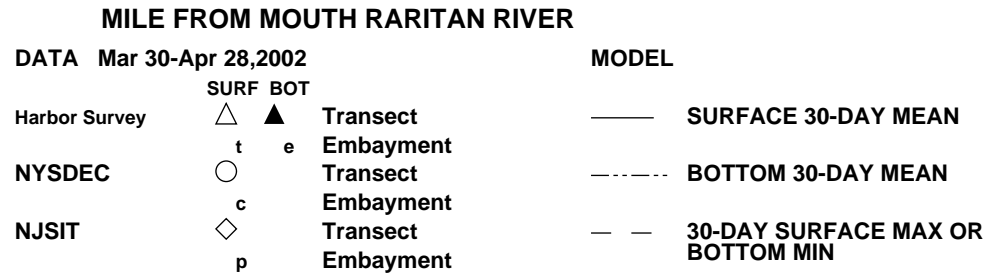 MILE FROM MOUTH RARITAN RIVER
DATA Mar 30-Apr 28,2002 MODEL
SURF BOT
Harbor Survey Transect SURFACE 30-DAY MEAN
t e Embayment
NYSDEC Transect BOTTOM 30-DAY MEAN
c Embayment
NJSIT Transect 30-DAY SURFACE MAX OR
BOTTOM MIN
p Embayment